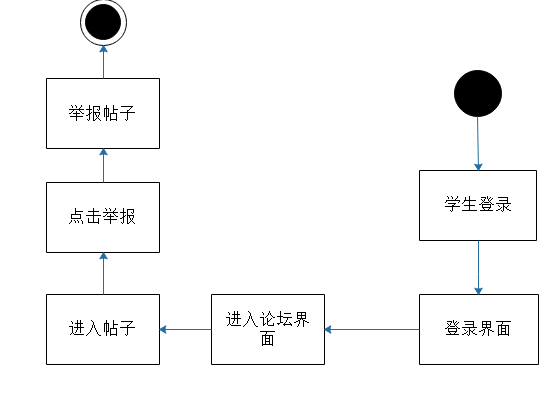 举报帖子
点击举报
学生登录
进入帖子
进入论坛界
面
登录界面